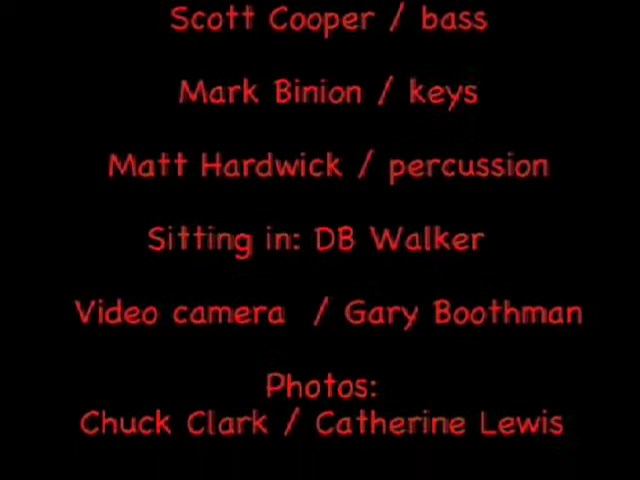 Scott Cooper / bass
Mark Binion / keys
Matt Hardwick / percussion
Sitting in: DB Walker
Video camera / Gary Boothman
Photos:
Chuck Clark / Catherine Lewis